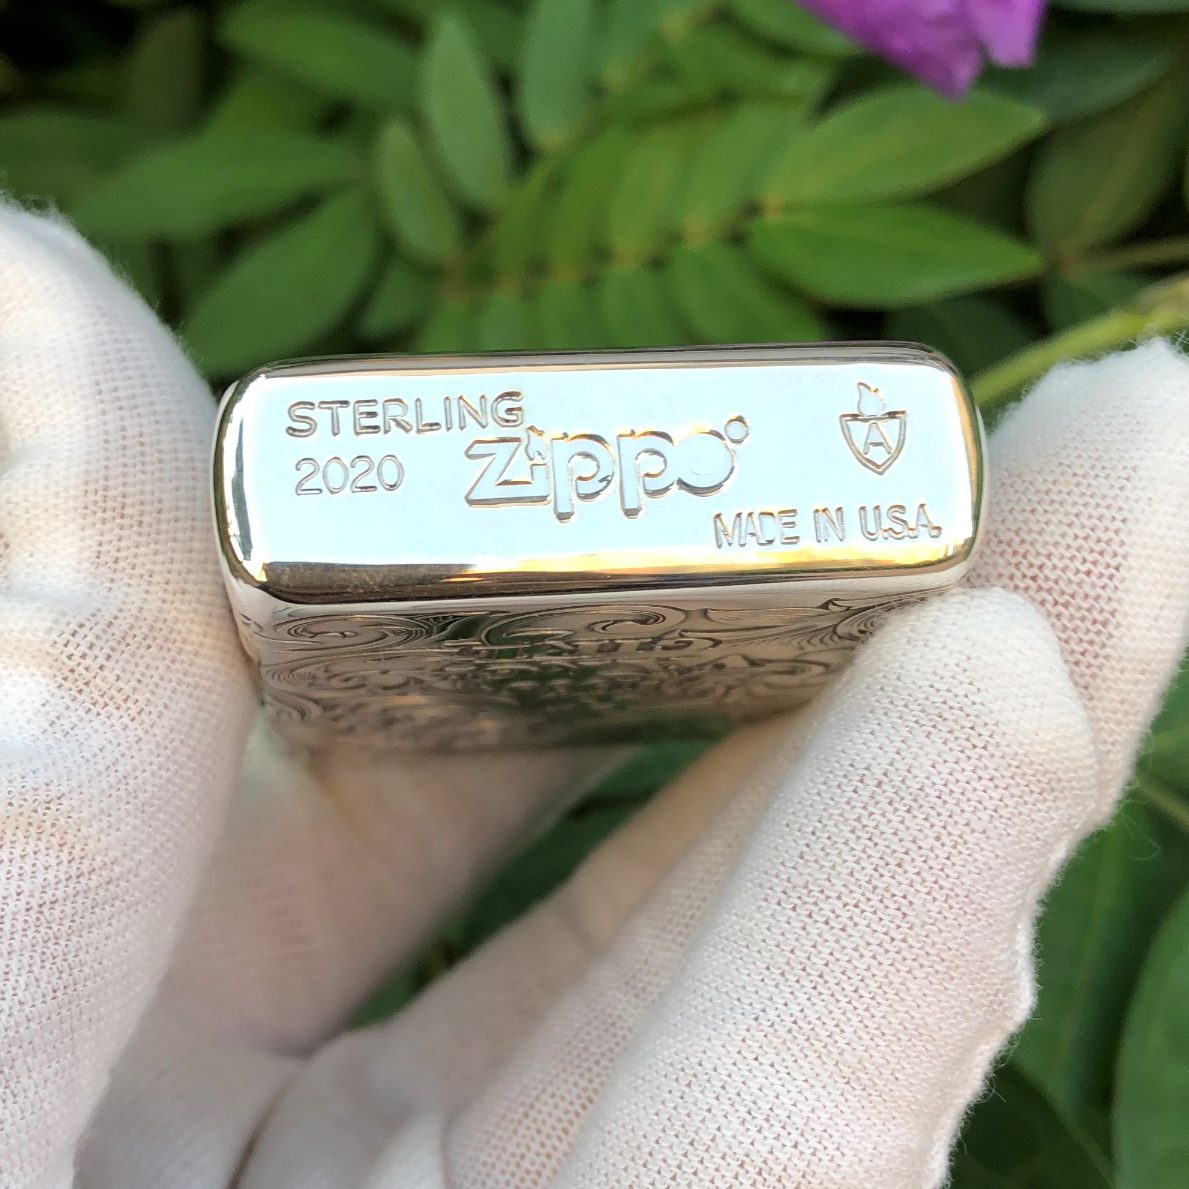 STERLING
2020
Zippo
A
MADE IN U.S.A.